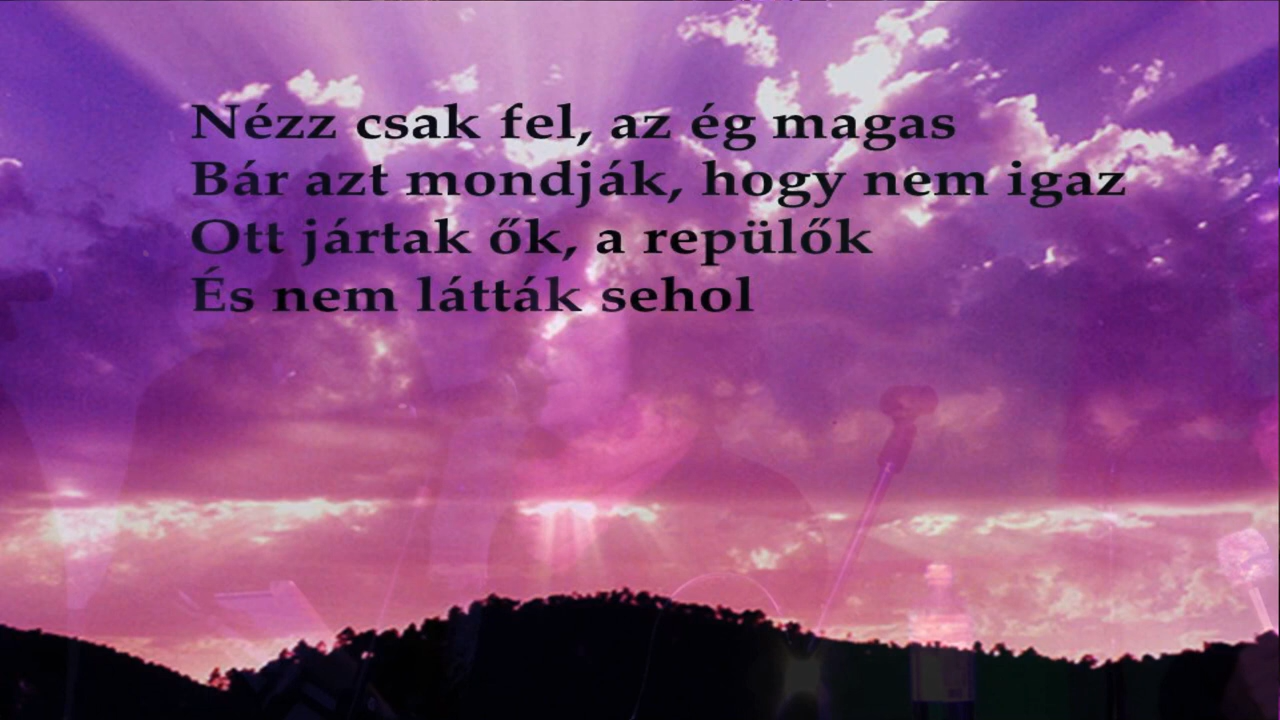 Nézz csak fel, az ég magas
Bár azt mondják, hogy nem igaz
Ott jártak ők, a repülők
És nem látták sehol